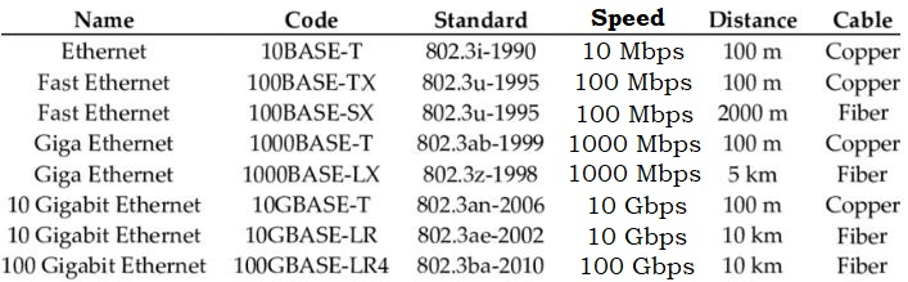 Name Code Standard Speed Distance Cable
Ethernet 10BASE-T 802.3i-1990 10 Mbps 100 m Copper
Fast Ethernet 100BASE-TX 802.3u-1995 100 Mbps 100 m Copper
Fast Ethernet 100BASE-SX 802.3u-1995 100 Mbps 2000 m Fiber
Giga Ethernet 1000BASE-T 802.3ab-1999 1000 Mbps 100 m Copper
Giga Ethernet 1000BASE-LX 802.3z-1998 1000 Mbps 5 km Fiber
10 Gigabit Ethernet 10GBASE-T 802.3an-2006 10 Gbps 100 m Copper
10 Gigabit Ethernet 10GBASE-LR 802.3ae-2002 10 Gbps 10 km Fiber
100 Gigabit Ethernet 100GBASE-LR4 802.3ba-2010 100 Gbps 10 km Fiber